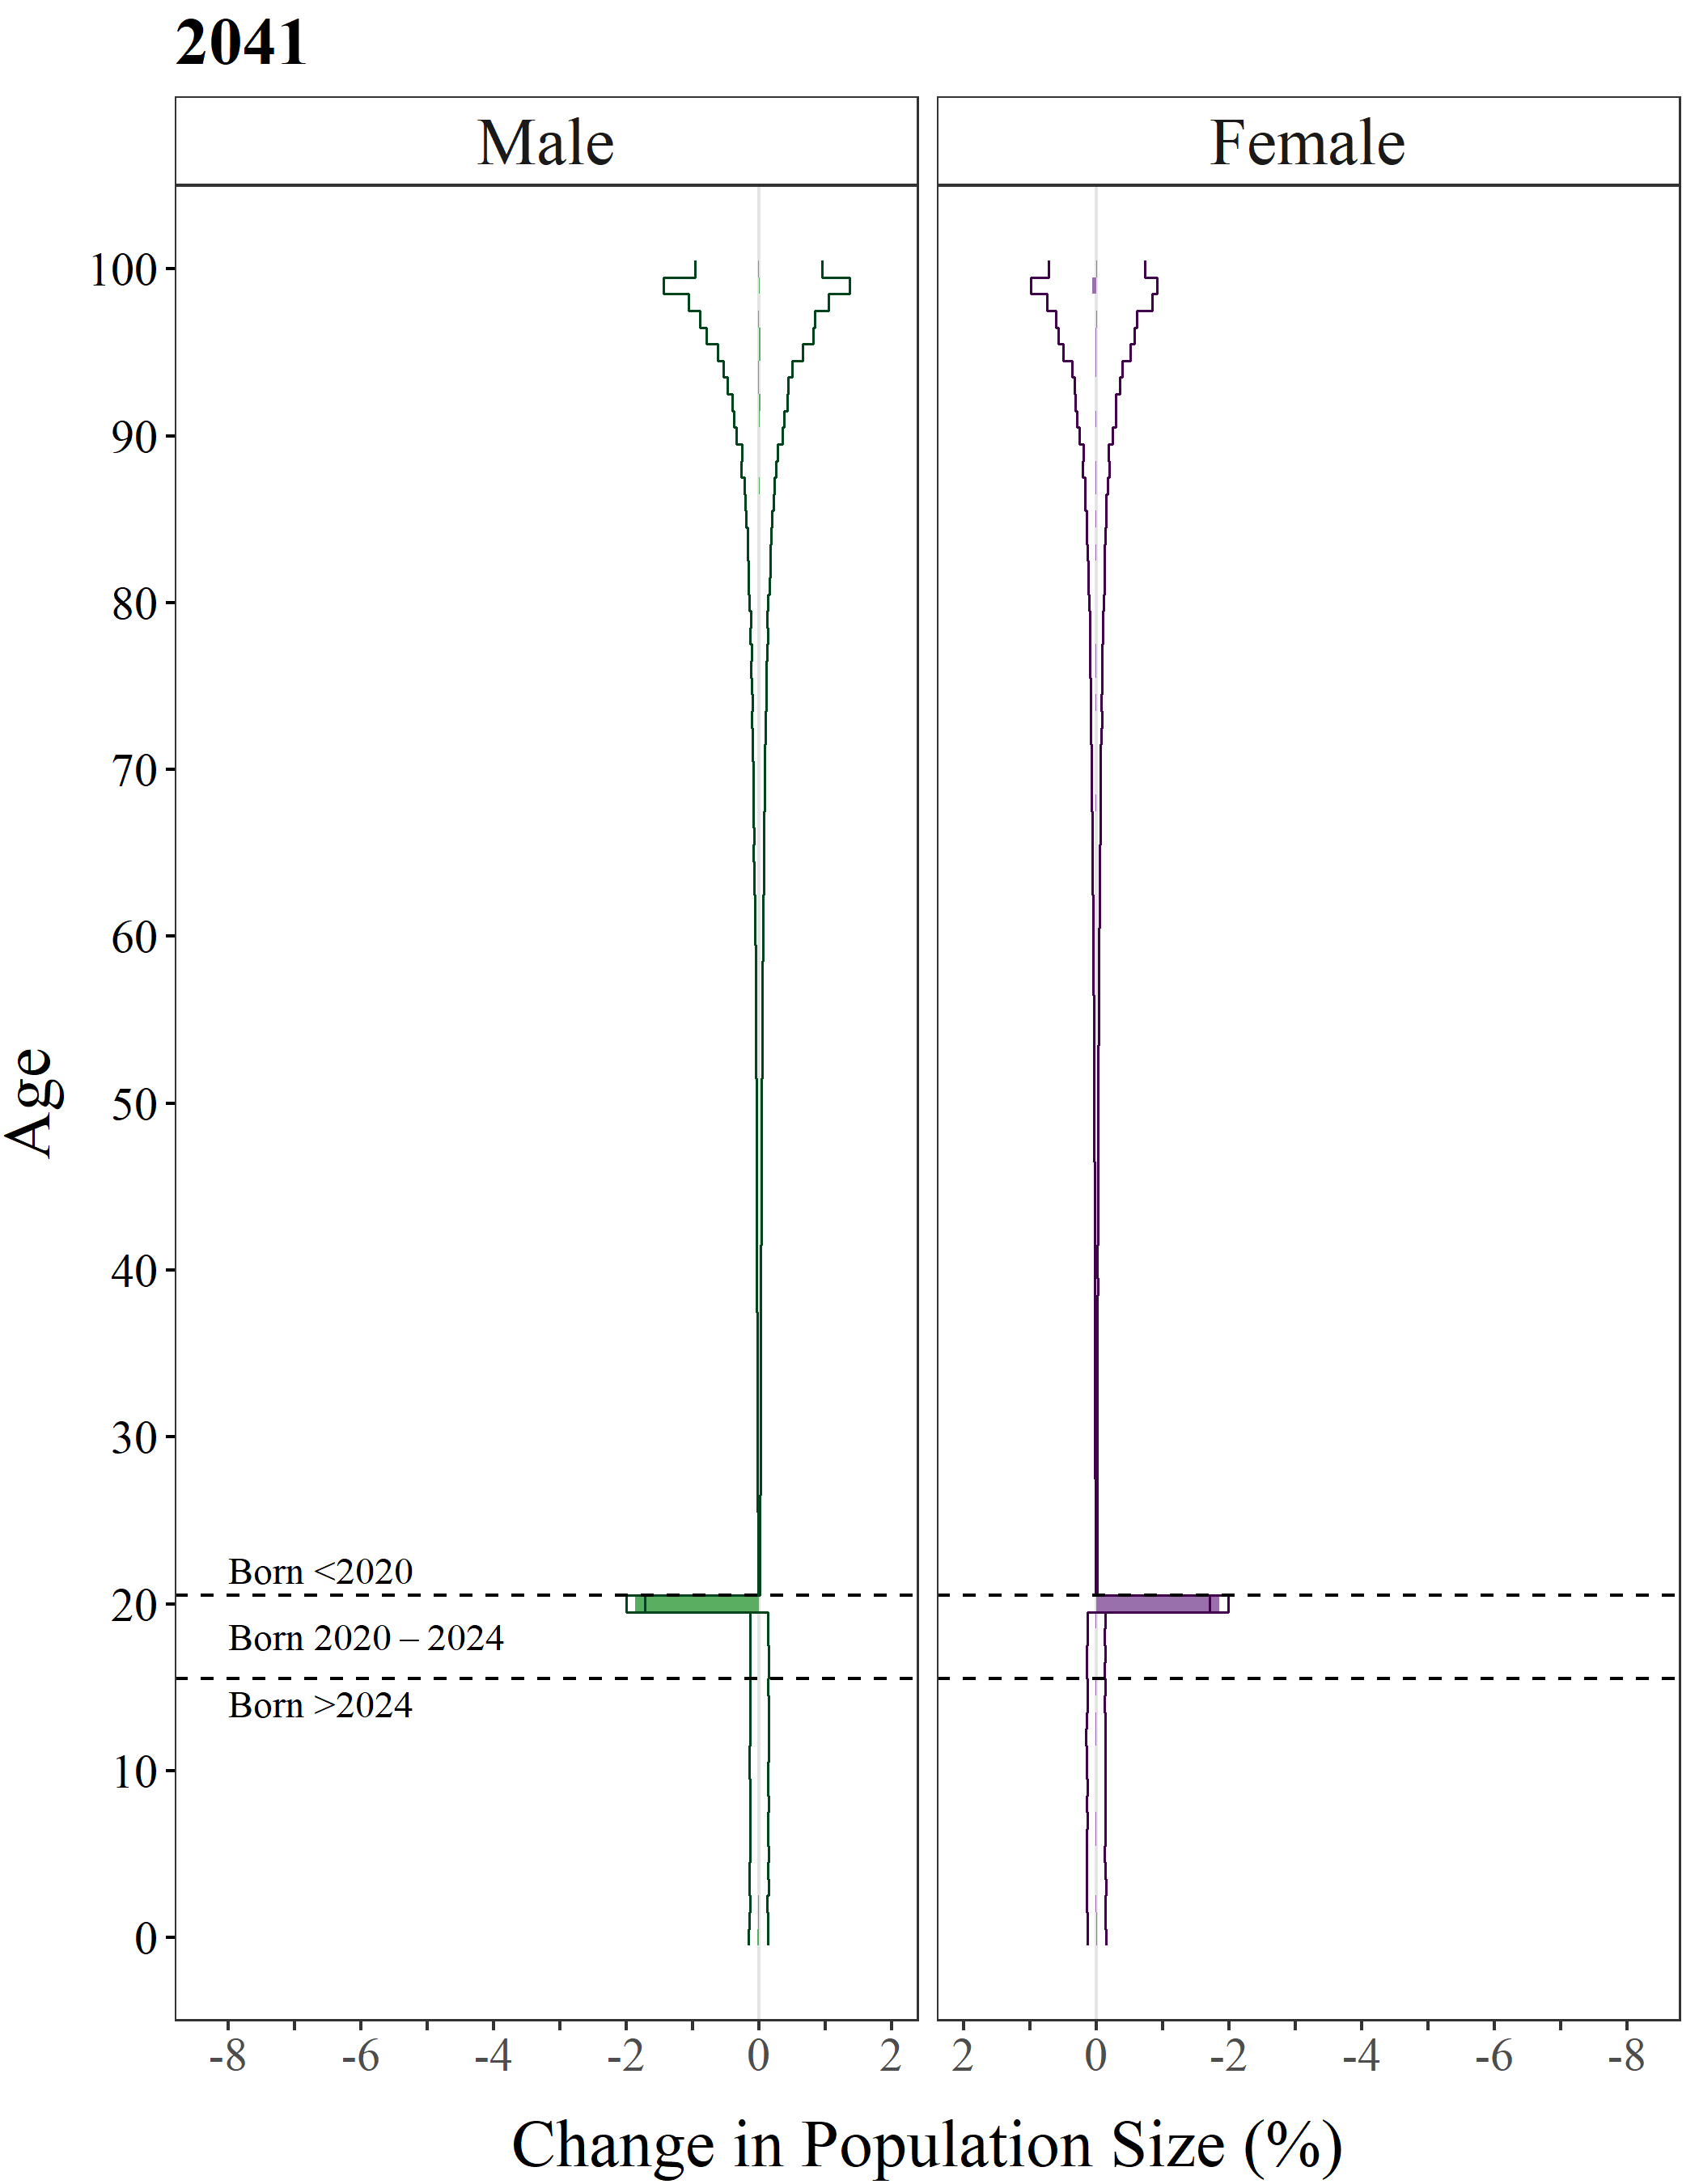 2041
Male
Female
100
90
80
70
60
50
40
30
20
10
0
Age
Born <2020
Born 2020 – 2024
Born >2024
-8 -6 -4 -2 0 2
2 0 -2 -4 -6 -8
Change in Population Size (%)